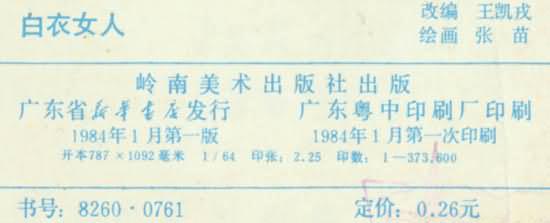 白衣女人
改编 王凯戎
绘画 张苗
岭南美术出版社出版
广东省新华书店发行 广东粤中印刷厂印刷
1984年1月第一版 1984年1月第一次印刷
开本787×1092毫米 1/64 印张：2.25 印数：1—373,600
书号：8260·0761 定价：0.26元